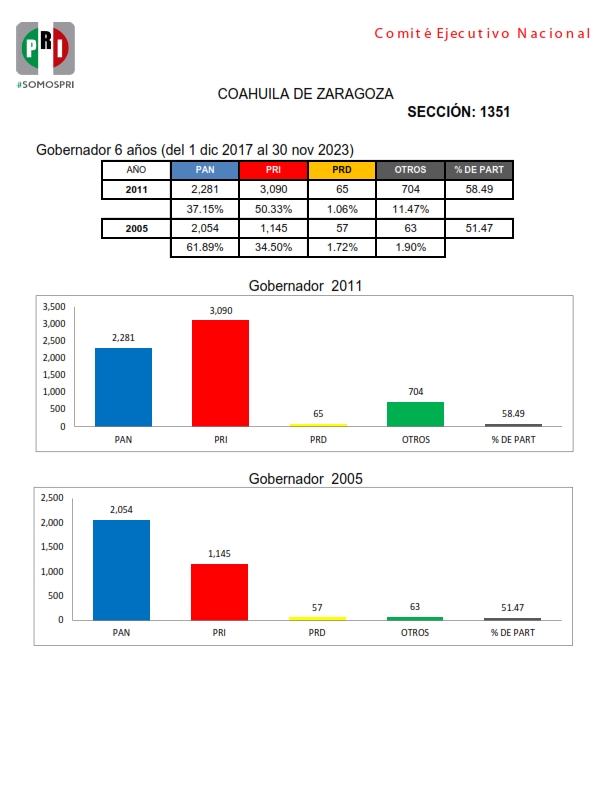 Comité Ejecutivo Nacional
PRI
#SOMOSPRI
COAHUILA DE ZARAGOZA
SECCIÓN: 1351
Gobernador 6 años (del 1 dic 2017 al 30 nov 2023)
AÑO PAN PRI PRD OTROS % DE PART
2011 2,281 3,090 65 704 58.49
37.15% 50.33% 1.06% 11.47%
2005 2,054 1,145 57 63 51.47
61.89% 34.50% 1.72% 1.90%
Gobernador 2011
3,500
3,000
2,500
2,000
1,500
1,000
500
0
2,281
3,090
65
704
58.49
PAN PRI PRD OTROS % DE PART
Gobernador 2005
2,500
2,000
1,500
1,000
500
0
2,054
1,145
57
63
51.47
PAN PRI PRD OTROS % DE PART